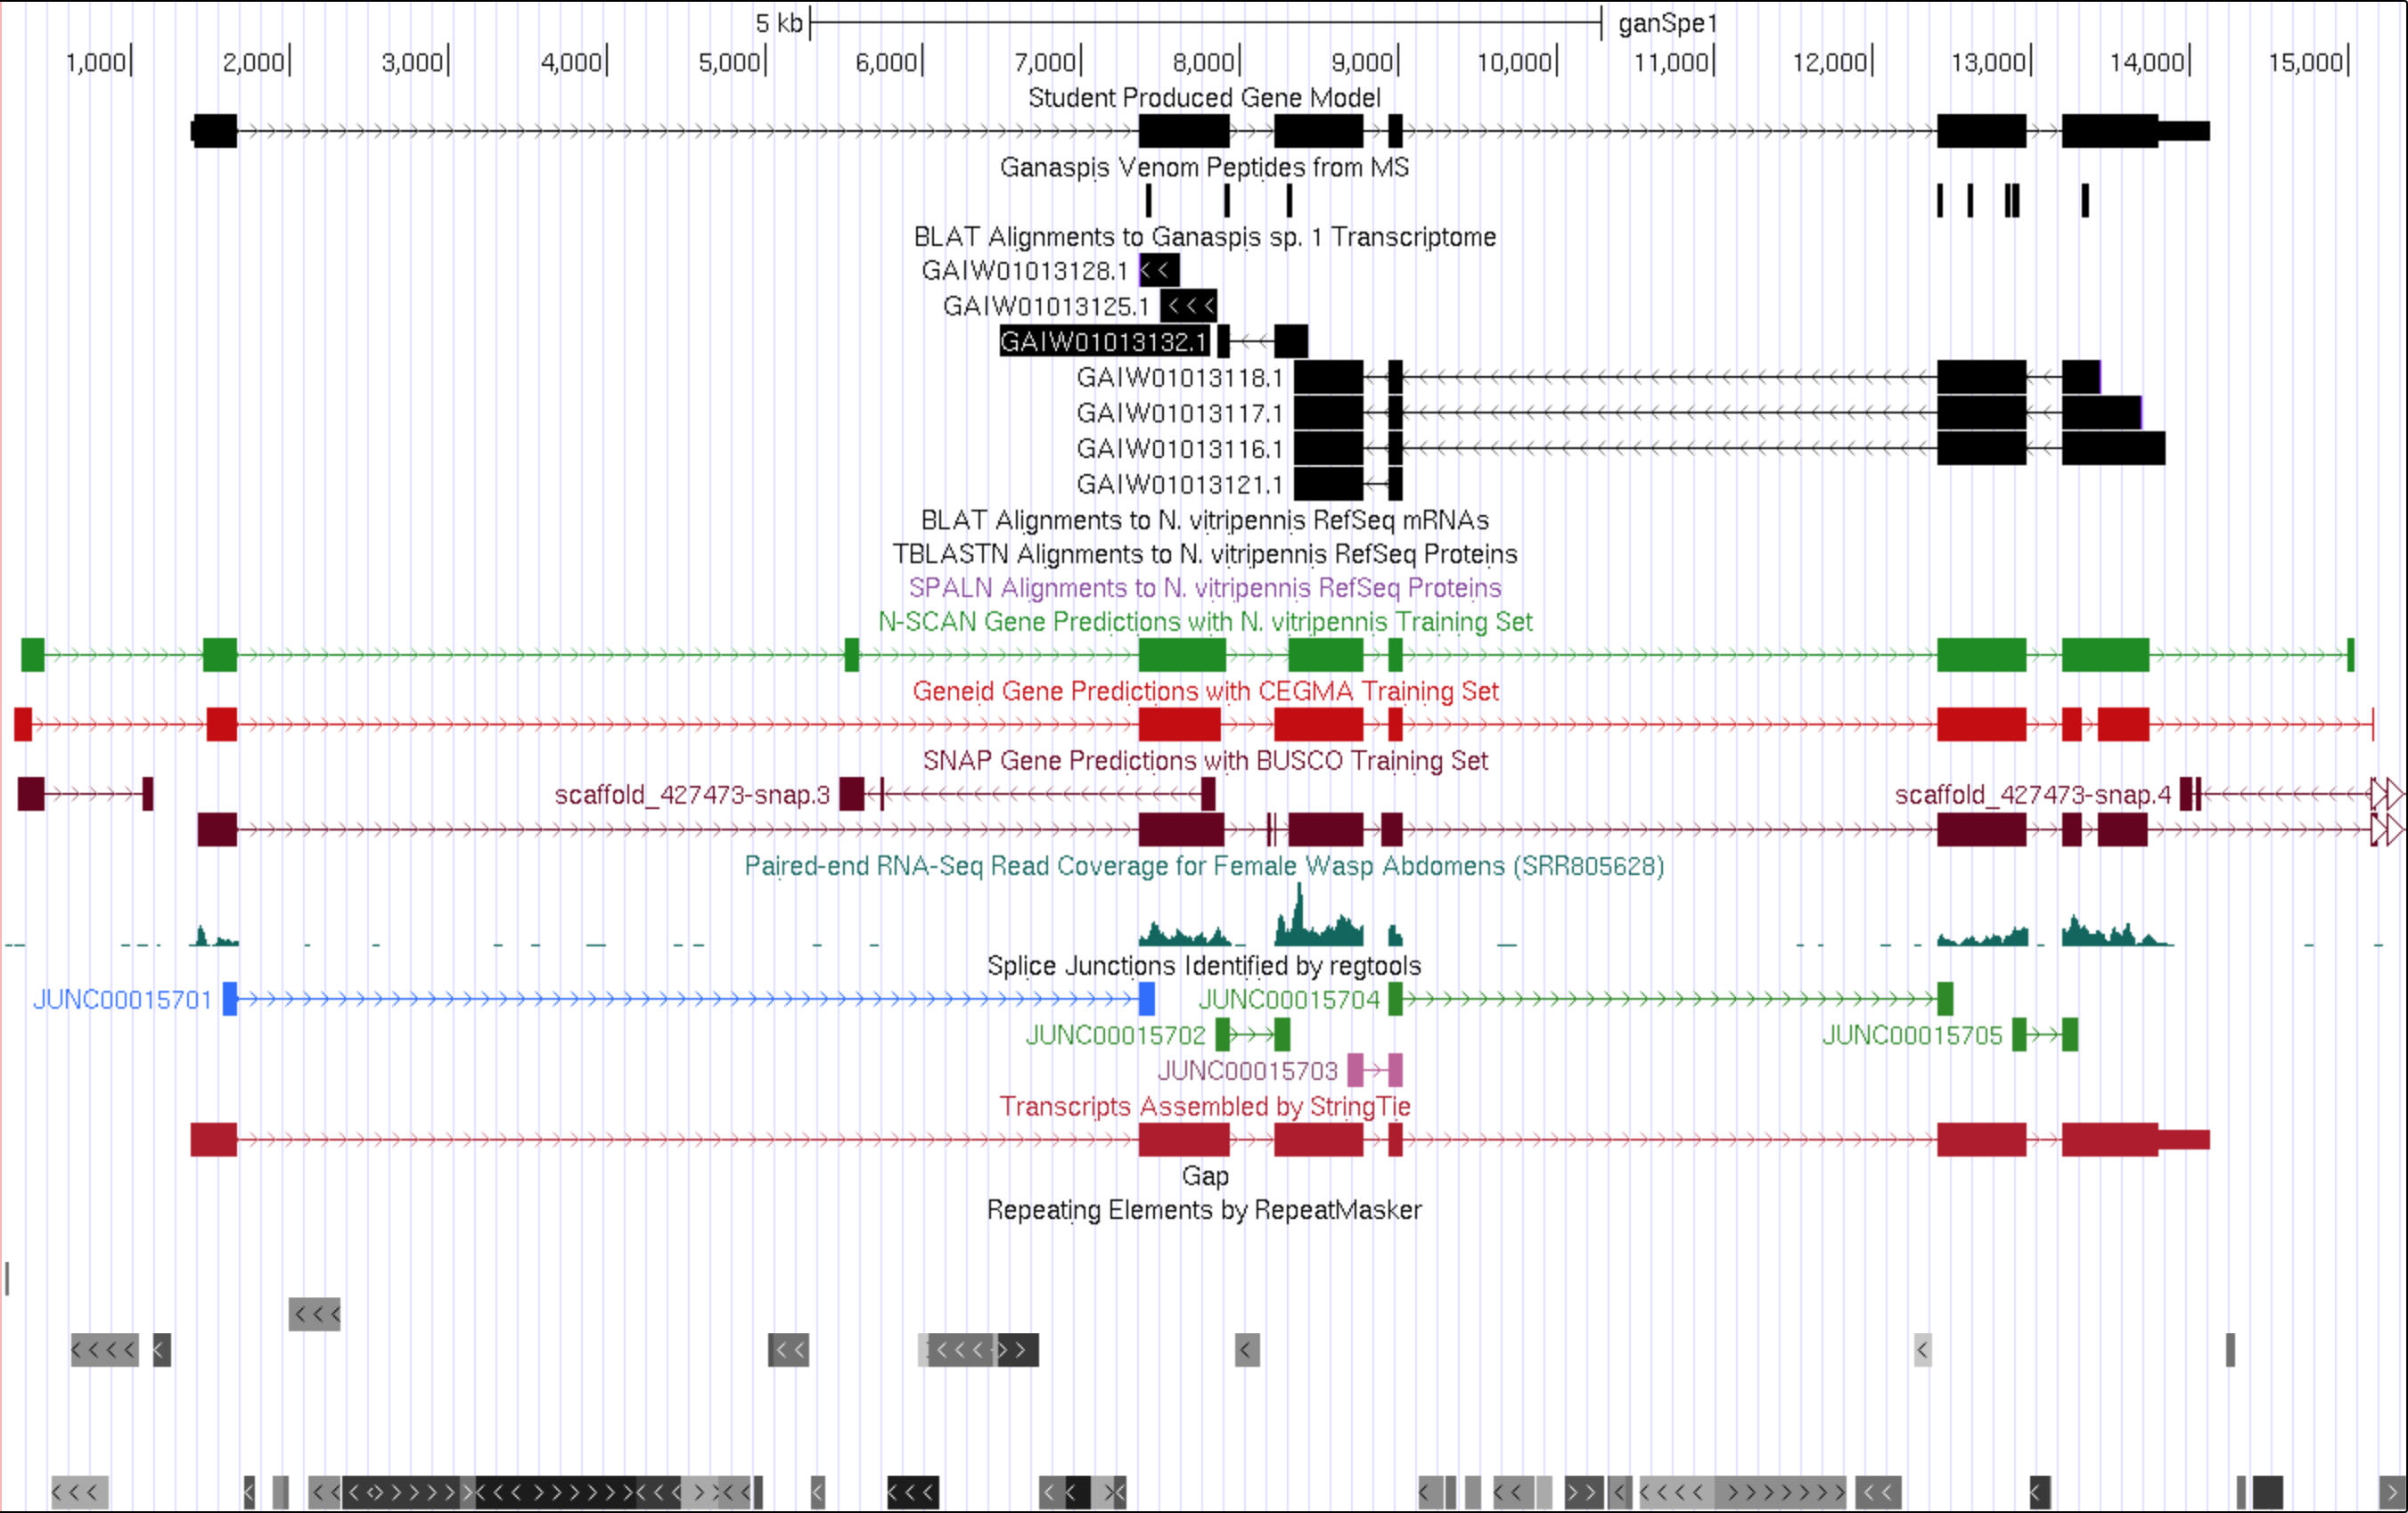 5 kb ganSpe1
1,000 2,000 3,000 4,000 5,000 6,000 7,000 8,000 9,000 10,000 11,000 12,000 13,000 14,000 15,000
Student Produced Gene Model
Ganaspis Venom Peptides from MS
BLAT Alignments to Ganaspis sp. 1 Transcriptome
GAIW01013128.1
GAIW01013125.1
GAIW01013132.1
GAIW01013118.1
GAIW01013117.1
GAIW01013116.1
GAIW01013121.1
BLAT Alignments to N. vitripennis RefSeq mRNAs
TBLASTN Alignments to N. vitripennis RefSeq Proteins
SPALN Alignments to N. vitripennis RefSeq Proteins
N-SCAN Gene Predictions with N. vitripennis Training Set
Geneid Gene Predictions with CEGMA Training Set
SNAP Gene Predictions with BUSCO Training Set
scaffold_427473-snap.3 scaffold_427473-snap.4
Paired-end RNA-Seq Read Coverage for Female Wasp Abdomens (SRR805628)
Splice Junctions Identified by regtools
JUNC00015701 JUNC00015704
JUNC00015702 JUNC00015705
JUNC00015703
Transcripts Assembled by StringTie
Gap
Repeating Elements by RepeatMasker